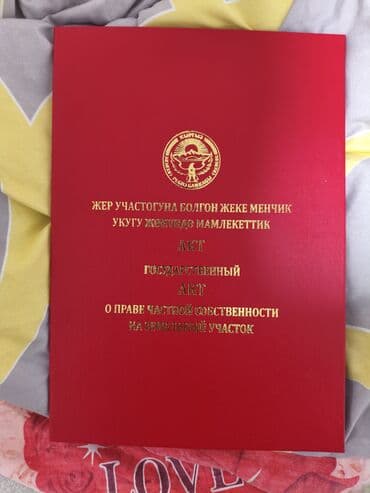 ЖЕР УЧАСТОГУНА БОЛГОН ЖЕКЕ МЕНЧИК
УКУГУ ЖӨНҮНДӨ МАМЛЕКЕТТИК
АКТ
ГОСУДАРСТВЕННЫЙ
АКТ
О ПРАВЕ ЧАСТНОЙ СОБСТВЕННОСТИ
НА ЗЕМЕЛЬНЫЙ УЧАСТОК
LOVE